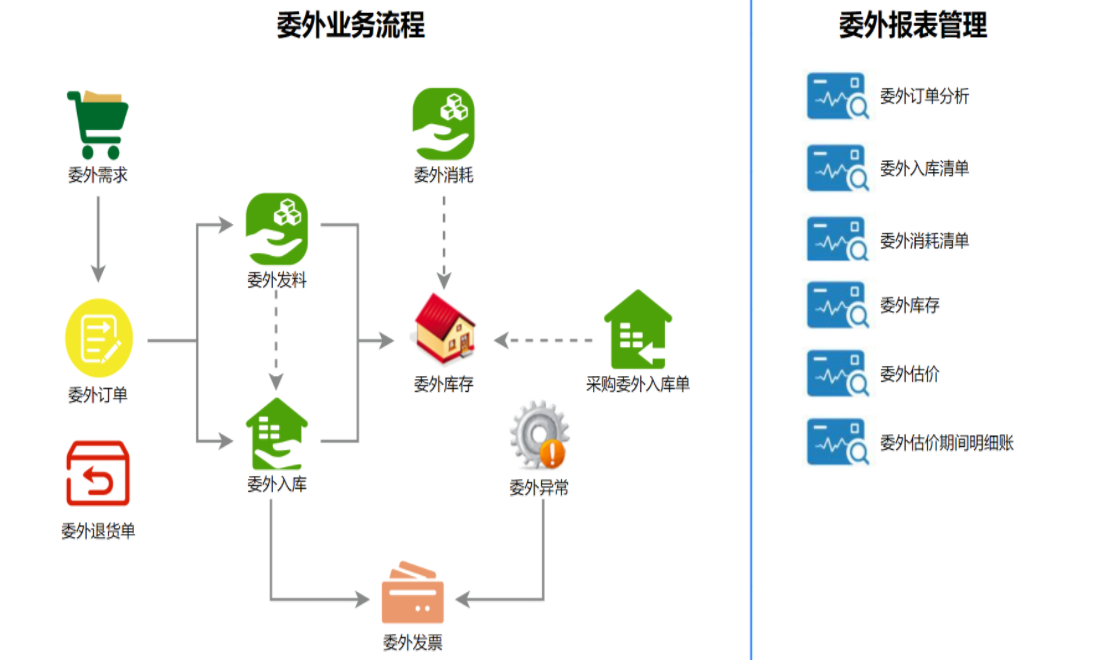 委外业务流程
委外需求
委外消耗
委外发料
委外订单
委外库存
采购委外入库单
委外入库
委外异常
委外退货单
委外发票
委外报表管理
委外订单分析
委外入库清单
委外消耗清单
委外库存
委外估价
委外估价期间明细账